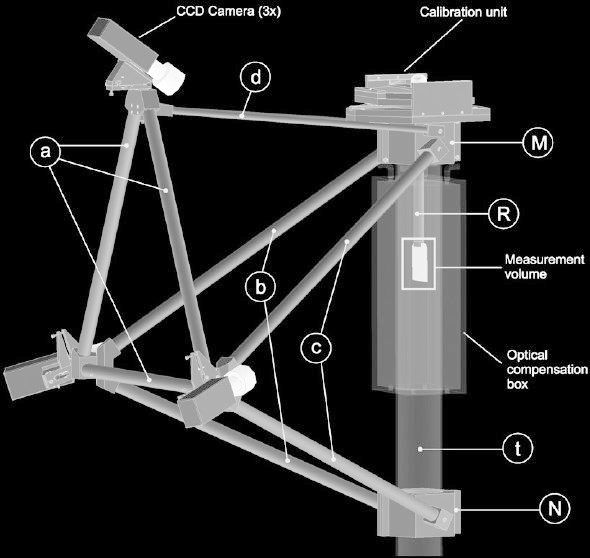 CCD Camera (3x)
Calibration unit
d
a
M
R
Measurement
volume
b
c
Optical
compensation
box
t
N